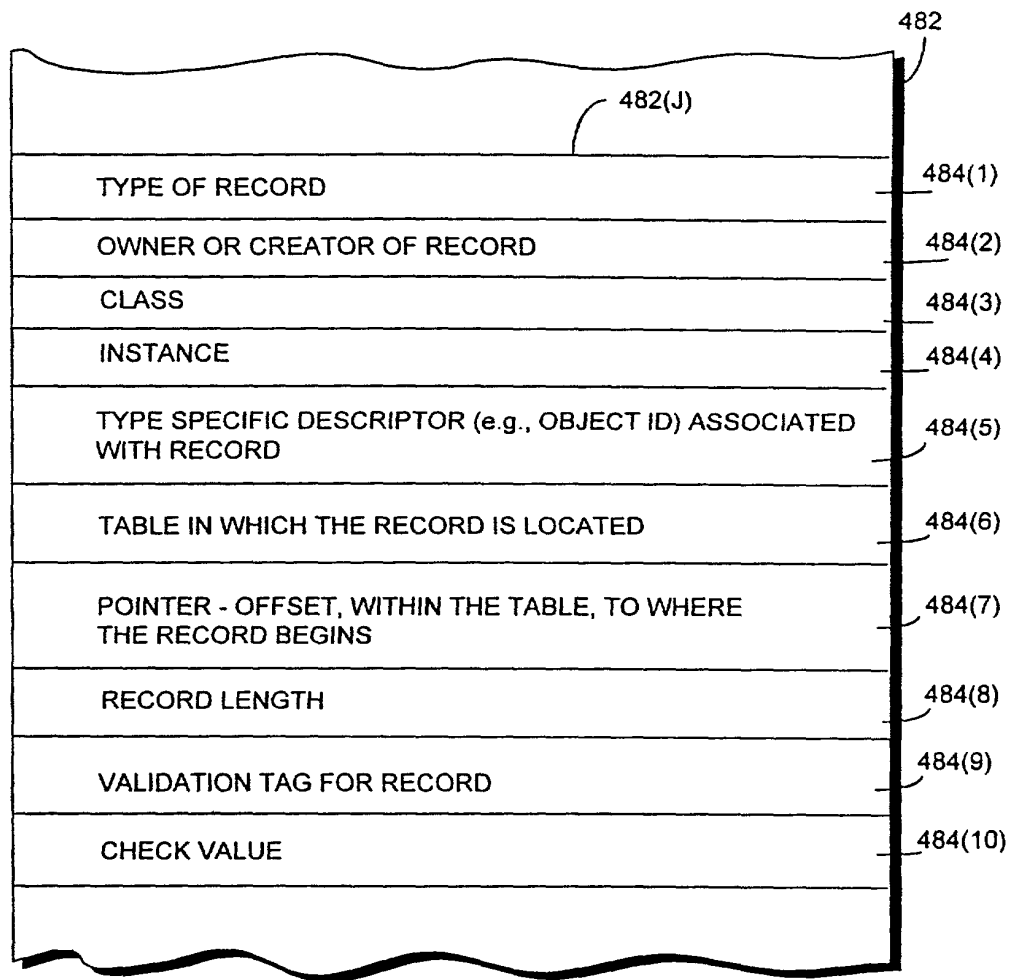 482
482(J)
TYPE OF RECORD
484(1)
OWNER OR CREATOR OF RECORD
484(2)
CLASS
484(3)
INSTANCE
484(4)
TYPE SPECIFIC DESCRIPTOR (e.g., OBJECT ID) ASSOCIATED
WITH RECORD
484(5)
TABLE IN WHICH THE RECORD IS LOCATED
484(6)
POINTER - OFFSET, WITHIN THE TABLE, TO WHERE
THE RECORD BEGINS
484(7)
RECORD LENGTH
484(8)
VALIDATION TAG FOR RECORD
484(9)
CHECK VALUE
484(10)